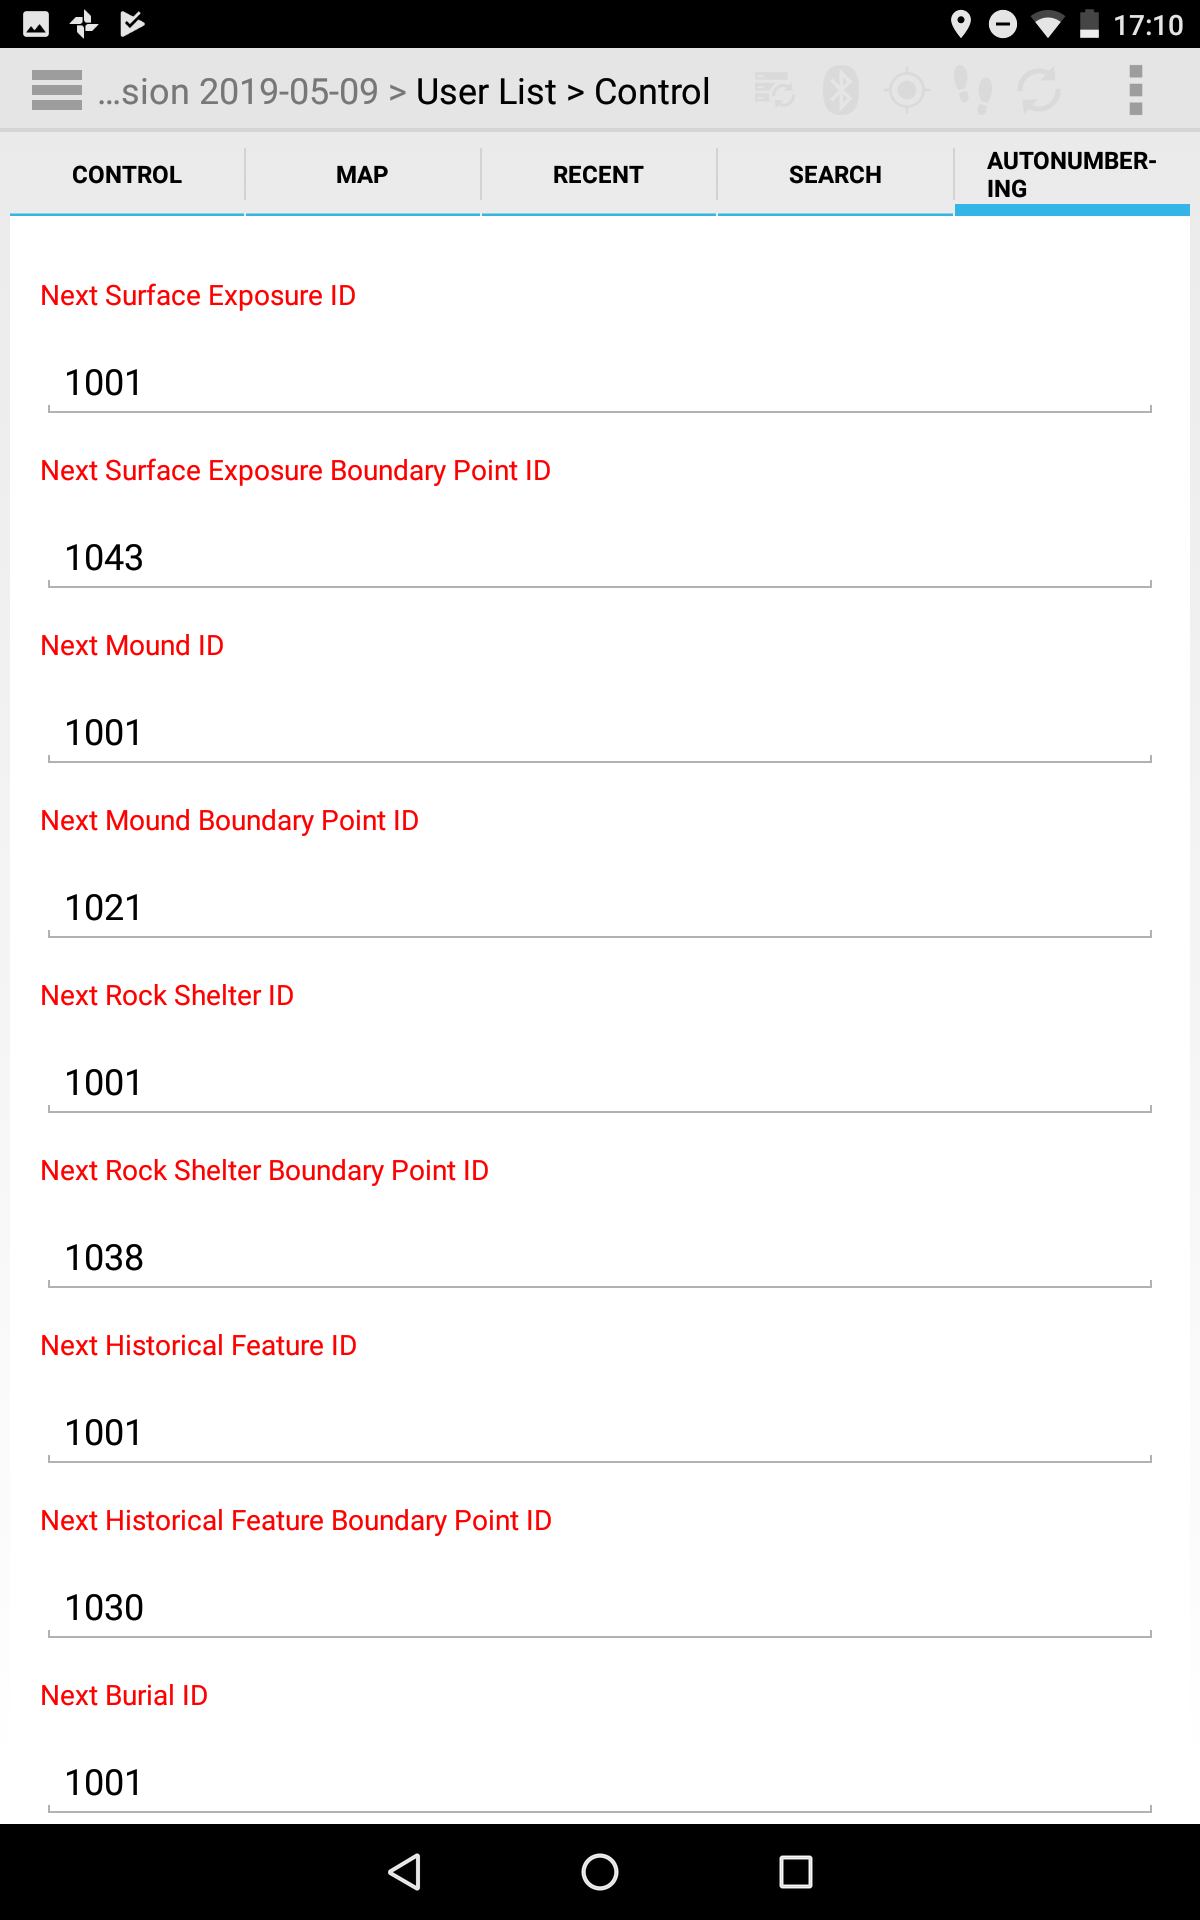 17:10
...sion 2019-05-09 > User List > Control
CONTROL
MAP
RECENT
SEARCH
AUTONUMBER-
ING
Next Surface Exposure ID
1001
Next Surface Exposure Boundary Point ID
1043
Next Mound ID
1001
Next Mound Boundary Point ID
1021
Next Rock Shelter ID
1001
Next Rock Shelter Boundary Point ID
1038
Next Historical Feature ID
1001
Next Historical Feature Boundary Point ID
1030
Next Burial ID
1001